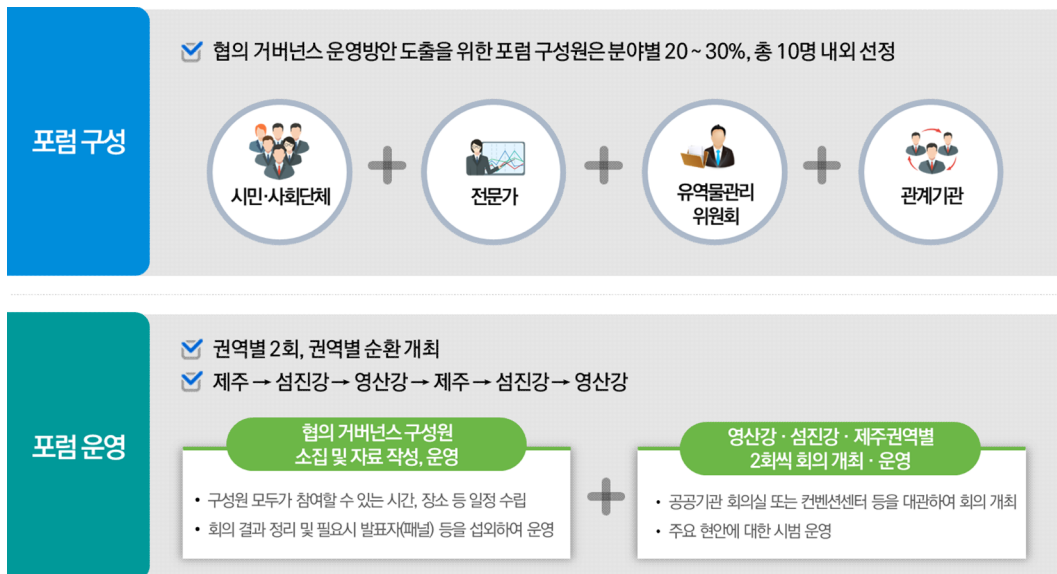 포럼 구성
협의 거버넌스 운영방안 도출을 위한 포럼 구성원은 분야별 20 ~ 30%, 총 10명 내외 선정
시민·사회단체
전문가
유역물관리
위원회
관계기관
포럼 운영
권역별 2회, 권역별 순환 개최
제주 → 섬진강 → 영산강 → 제주 → 섬진강 → 영산강
협의 거버넌스 구성원
소집 및 자료 작성, 운영
• 구성원 모두가 참여할 수 있는 시간, 장소 등 일정 수립
• 회의 결과 정리 및 필요시 발표자(패널) 등을 섭외하여 운영
영산강 · 섬진강 · 제주권역별
2회씩 회의 개최 · 운영
• 공공기관 회의실 또는 컨벤션센터 등을 대관하여 회의 개최
• 주요 현안에 대한 시범 운영